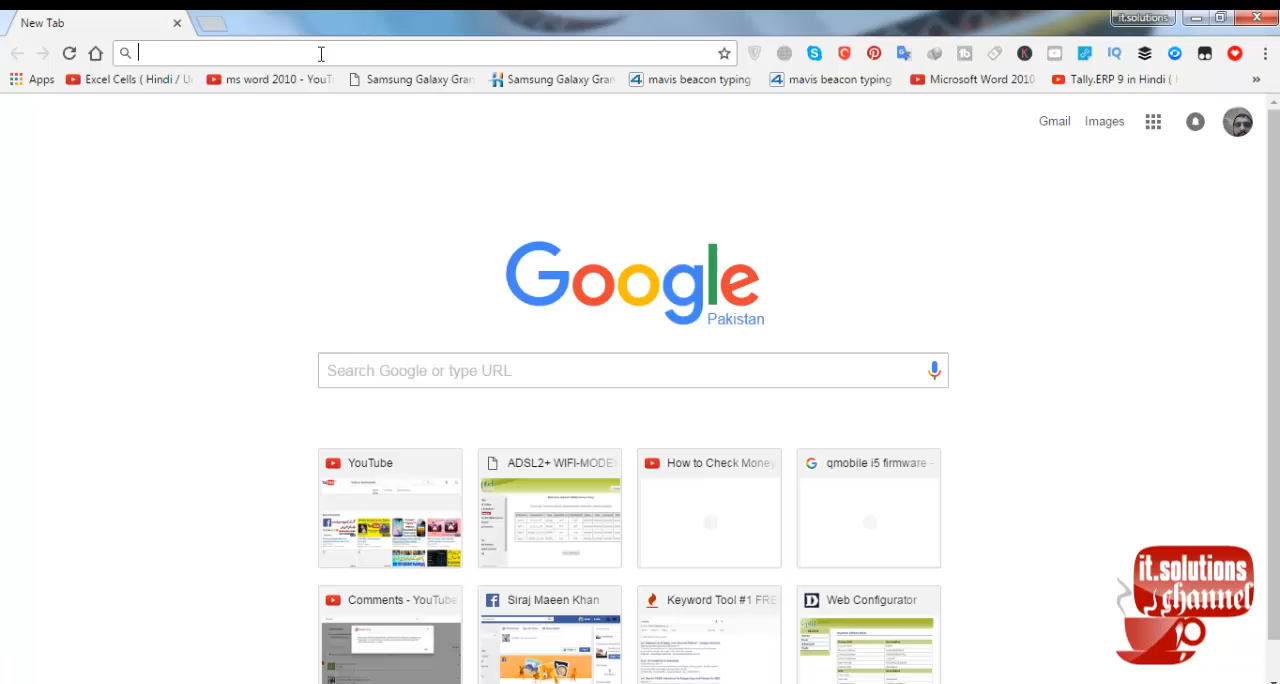 New Tab
it.solutions
Apps
Excel Cells ( Hindi / U
ms word 2010 - YouT
Samsung Galaxy Gran
Samsung Galaxy Gran
mavis beacon typing
mavis beacon typing
Microsoft Word 2010
Tally.ERP 9 in Hindi (
»
Gmail
Images
Google
Pakistan
Search Google or type URL
YouTube
ADSL2+ WIFI-MODE
How to Check Money
qmobile i5 firmware -
Comments - YouTube
Siraj Maeen Khan
Keyword Tool #1 FRE
Web Configurator
it.solutions
channel